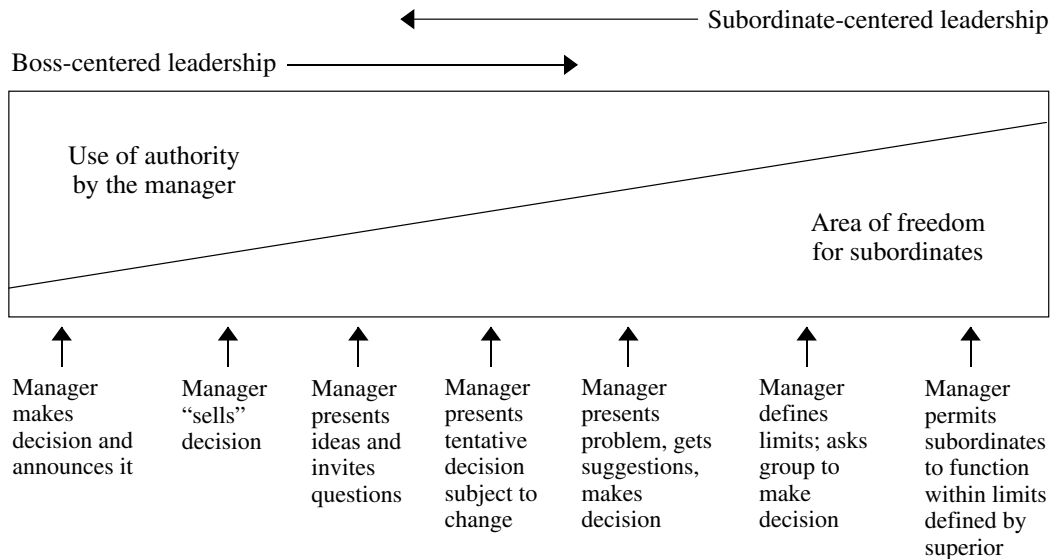 Subordinate-centered leadership
Boss-centered leadership
Use of authority
by the manager
Area of freedom
for subordinates
Manager
makes
decision and
announces it
Manager
“sells”
decision
Manager
presents
ideas and
invites
questions
Manager
presents
tentative
decision
subject to
change
Manager
presents
problem, gets
suggestions,
makes
decision
Manager
defines
limits; asks
group to
make
decision
Manager
permits
subordinates
to function
within limits
defined by
superior